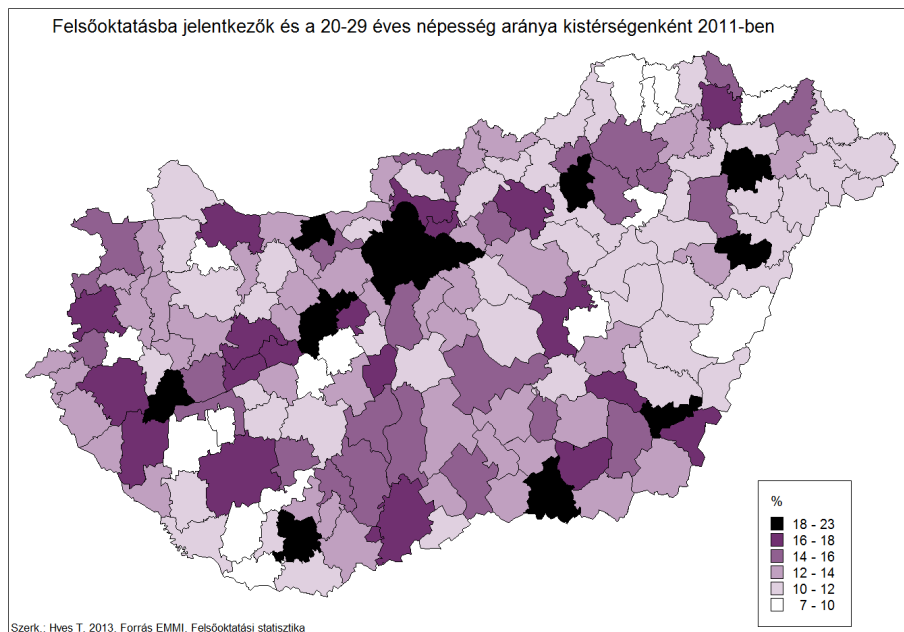 Felsőoktatásba jelentkezők és a 20-29 éves népesség aránya kistérségenként 2011-ben
%
18 - 23
16 - 18
14 - 16
12 - 14
10 - 12
7 - 10
Szerk.: Hves T. 2013. Forrás EMMI. Felsőoktatási statisztika